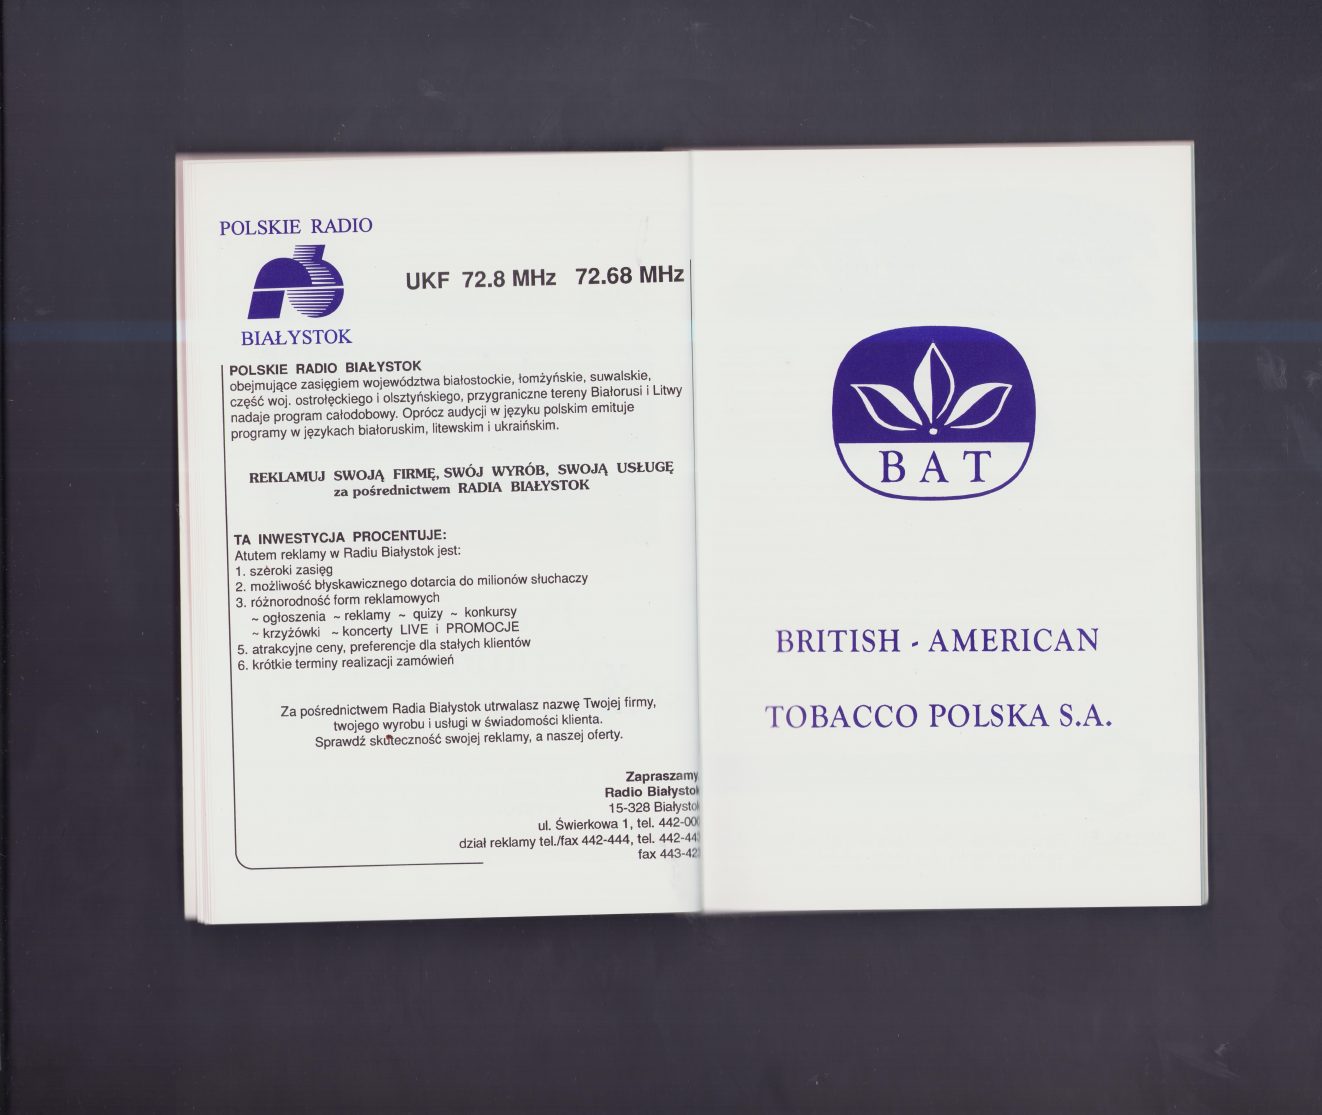 POLSKIE RADIO
BIAŁYSTOK
UKF 72.8 MHz 72.68 MHz
POLSKIE RADIO BIAŁYSTOK
obejmujące zasięgiem województwa białostockie, łomżyńskie, suwalskie,
część woj. ostrołęckiego i olsztyńskiego, przygraniczne tereny Białorusi i Litwy
nadaje program całodobowy. Oprócz audycji w języku polskim emituje
programy w językach białoruskim, litewskim i ukraińskim.
REKLAMUJ SWOJĄ FIRMĘ, SWÓJ WYRÓB, SWOJĄ USŁUGĘ
za pośrednictwem RADIA BIAŁYSTOK
TA INWESTYCJA PROCENTUJE:
Atutem reklamy w Radiu Białystok jest:
1. szeroki zasięg
2. możliwość błyskawicznego dotarcia do milionów słuchaczy
3. różnorodność form reklamowych
~ ogłoszenia ~ reklamy ~ quizy ~ konkursy
~ krzyżówki ~ koncerty LIVE i PROMOCJE
5. atrakcyjne ceny, preferencje dla stałych klientów
6. krótkie terminy realizacji zamówień
Za pośrednictwem Radia Białystok utrwalasz nazwę Twojej firmy,
twojego wyrobu i usługi w świadomości klienta.
Sprawdź skuteczność swojej reklamy, a naszej oferty.
Zapraszamy
Radio Białystok
15-328 Białystok
ul. Świerkowa 1, tel.
dział reklamy tel./fax 442-444, tel.
fax
BAT
BRITISH - AMERICAN
TOBACCO POLSKA S.A.